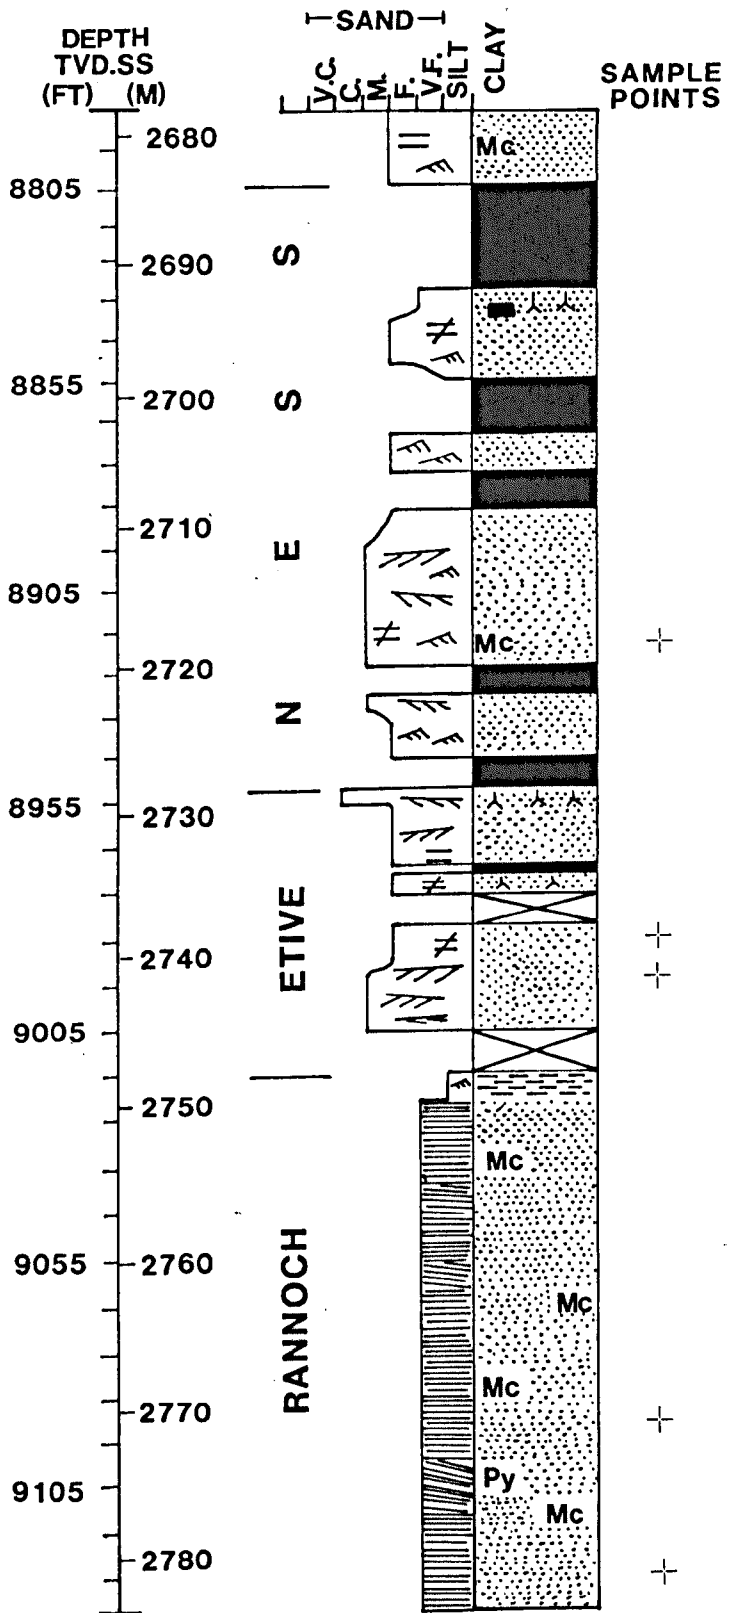 SAND
DEPTH
TVD.SS
(FT) (M)
V.C. C. M. F. V.F. SILT CLAY
SAMPLE
POINTS
2680
Mc
8805
2690
S
8855
2700
S
2710
E
8905
Mc
2720
N
8955
2730
ETIVE
2740
9005
2750
Mc
9055
2760
Mc
RANNOCH
Mc
2770
Py
9105
Mc
2780